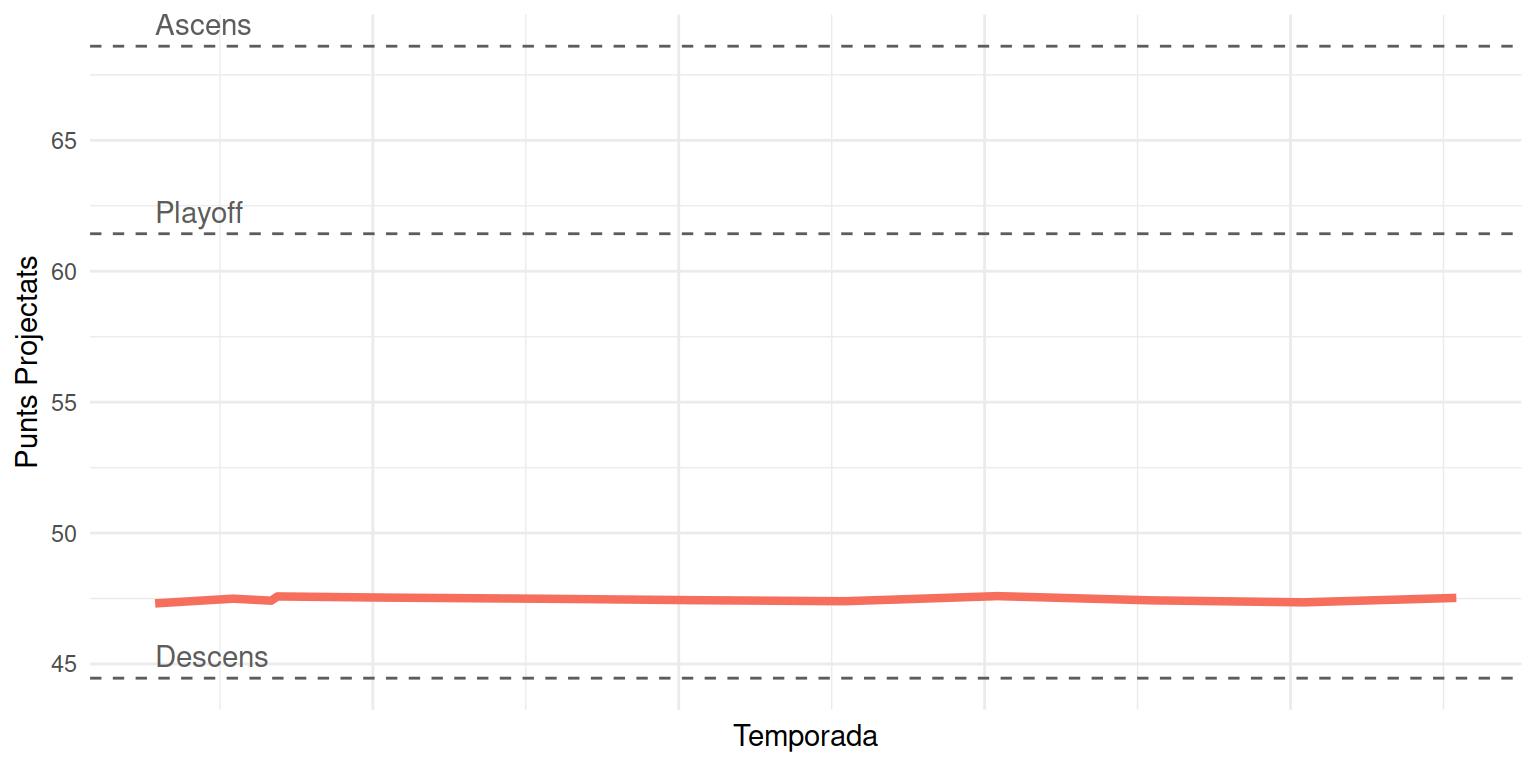 Ascens
65
Playoff
60
55
50
Descens
45
Punts Projectats
Temporada